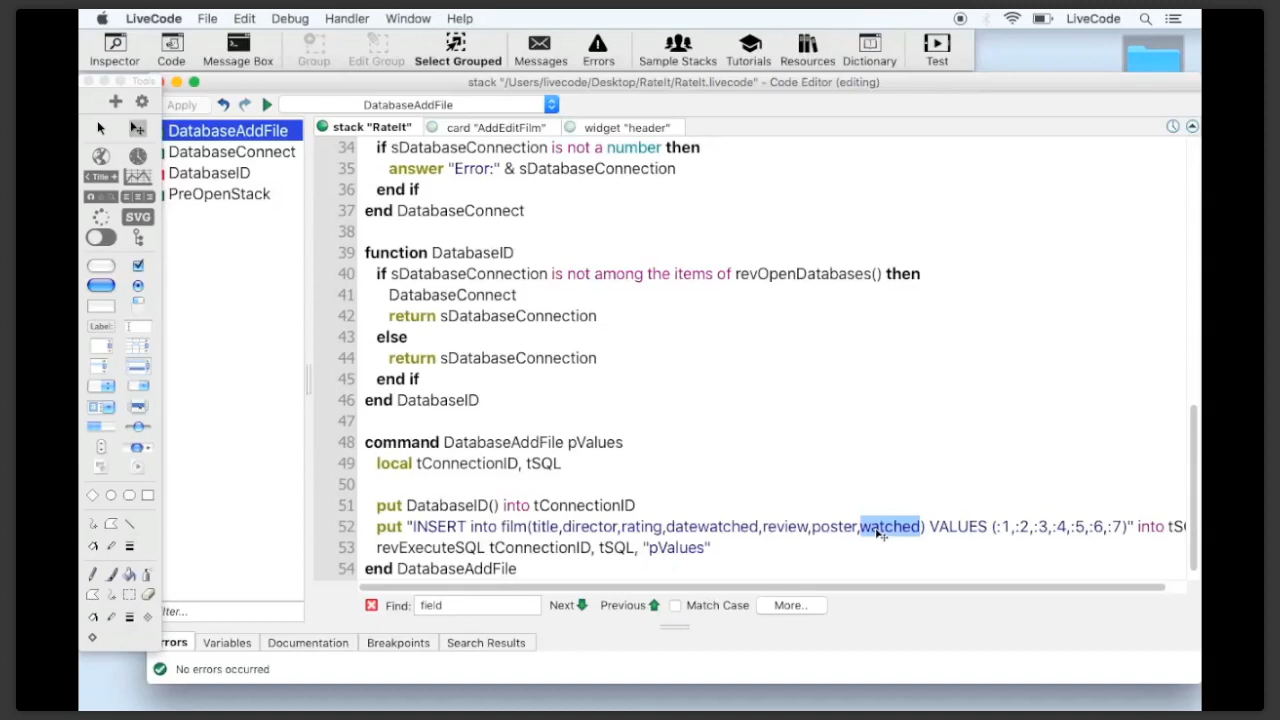 LiveCode File Edit Debug Handler Window Help LiveCode
Inspector Code Message Box Group Edit Group Select Grouped Messages Errors Sample Stacks Tutorials Resources Dictionary Test
Tools
stack "/Users/livecode/Desktop/RateIt/RateIt.livecode" - Code Editor (editing)
Apply DatabaseAddFile
stack "RateIt" card "AddEditFilm" widget "header"
DatabaseAddFile
DatabaseConnect
DatabaseID
PreOpenStack
< Title +
SVG
Label:
34 if sDatabaseConnection is not a number then
35 answer "Error:" & sDatabaseConnection
36 end if
37 end DatabaseConnect
38
39 function DatabaseID
40 if sDatabaseConnection is not among the items of revOpenDatabases() then
41 DatabaseConnect
42 return sDatabaseConnection
43 else
44 return sDatabaseConnection
45 end if
46 end DatabaseID
47
48 command DatabaseAddFile pValues
49 local tConnectionID, tSQL
50
51 put DatabaseID() into tConnectionID
52 put "INSERT into film(title,director,rating,datewatched,review,poster,watched) VALUES (:1,:2,:3,:4,:5,:6,:7)" into tS
53 revExecuteSQL tConnectionID, tSQL, "pValues"
54 end DatabaseAddFile
lter...
Find: field Next Previous Match Case More..
rrors Variables Documentation Breakpoints Search Results
No errors occurred